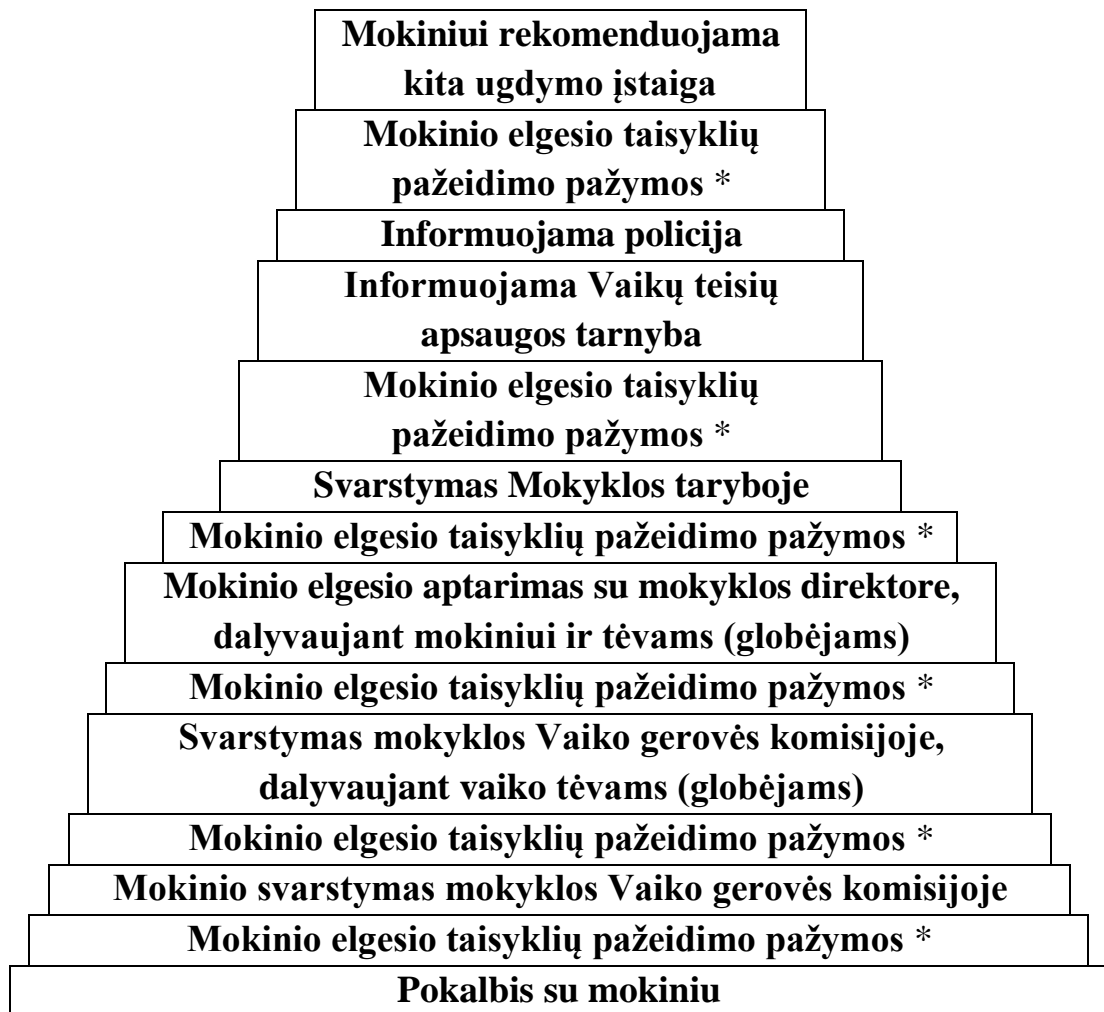 Mokiniui rekomenduojama
kita ugdymo įstaiga
Mokinio elgesio taisyklių
pažeidimo pažymos *
Informuojama policija
Informuojama Vaikų teisių
apsaugos tarnyba
Mokinio elgesio taisyklių
pažeidimo pažymos *
Svarstymas Mokyklos taryboje
Mokinio elgesio taisyklių pažeidimo pažymos *
Mokinio elgesio aptarimas su mokyklos direktore,
dalyvaujant mokiniui ir tėvams (globėjams)
Mokinio elgesio taisyklių pažeidimo pažymos *
Svarstymas mokyklos Vaiko gerovės komisijoje,
dalyvaujant vaiko tėvams (globėjams)
Mokinio elgesio taisyklių pažeidimo pažymos *
Mokinio svarstymas mokyklos Vaiko gerovės komisijoje
Mokinio elgesio taisyklių pažeidimo pažymos *
Pokalbis su mokiniu